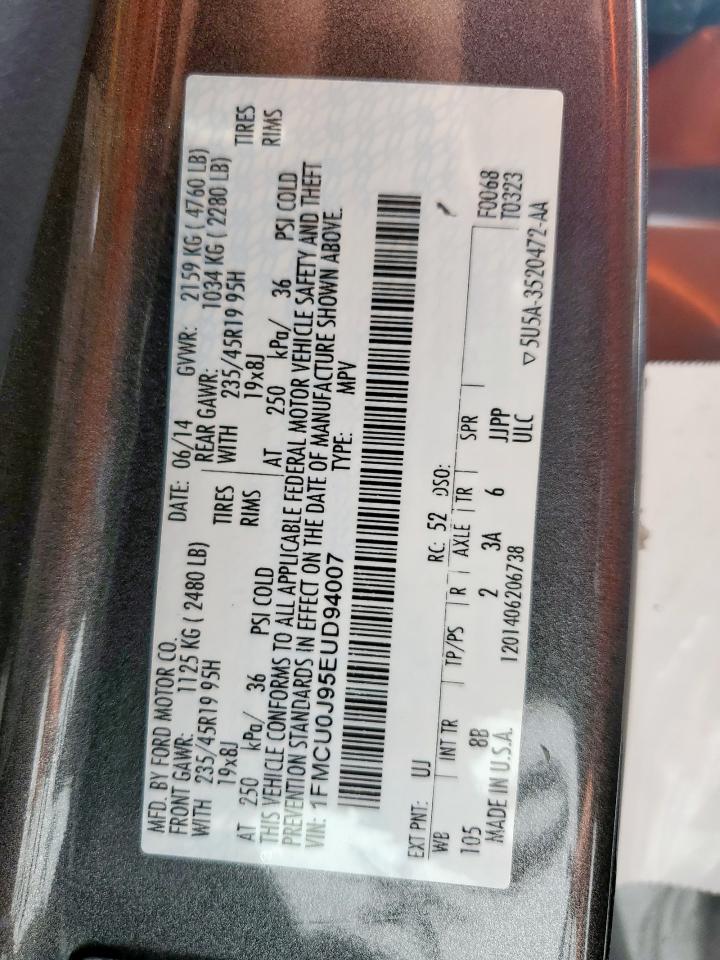 MFD. BY FORD MOTOR CO. DATE: 06/14 GVWR: 2159 KG ( 4760 LB)
FRONT GAWR: 1125 KG ( 2480 LB) REAR GAWR: 1034 KG ( 2280 LB)
WITH 235/45R19 95H TIRES WITH 235/45R19 95H TIRES
19x8J RIMS 19x8J RIMS
AT 250 kPa/ 36 PSI COLD AT 250 kPa/ 36 PSI COLD
THIS VEHICLE CONFORMS TO ALL APPLICABLE FEDERAL MOTOR VEHICLE SAFETY AND THEFT
PREVENTION STANDARDS IN EFFECT ON THE DATE OF MANUFACTURE SHOWN ABOVE.
VIN: 1FMCU0J95EUD94007 TYPE: MPV
EXT PNT: UJ RC: 52 DSO:
WB INT TR TP/PS R AXLE TR SPR F0068
105 8B 2 3A 6 JJPP T0323
MADE IN U.S.A. 1201406206738 ULC
▽5U5A-3520472-AA